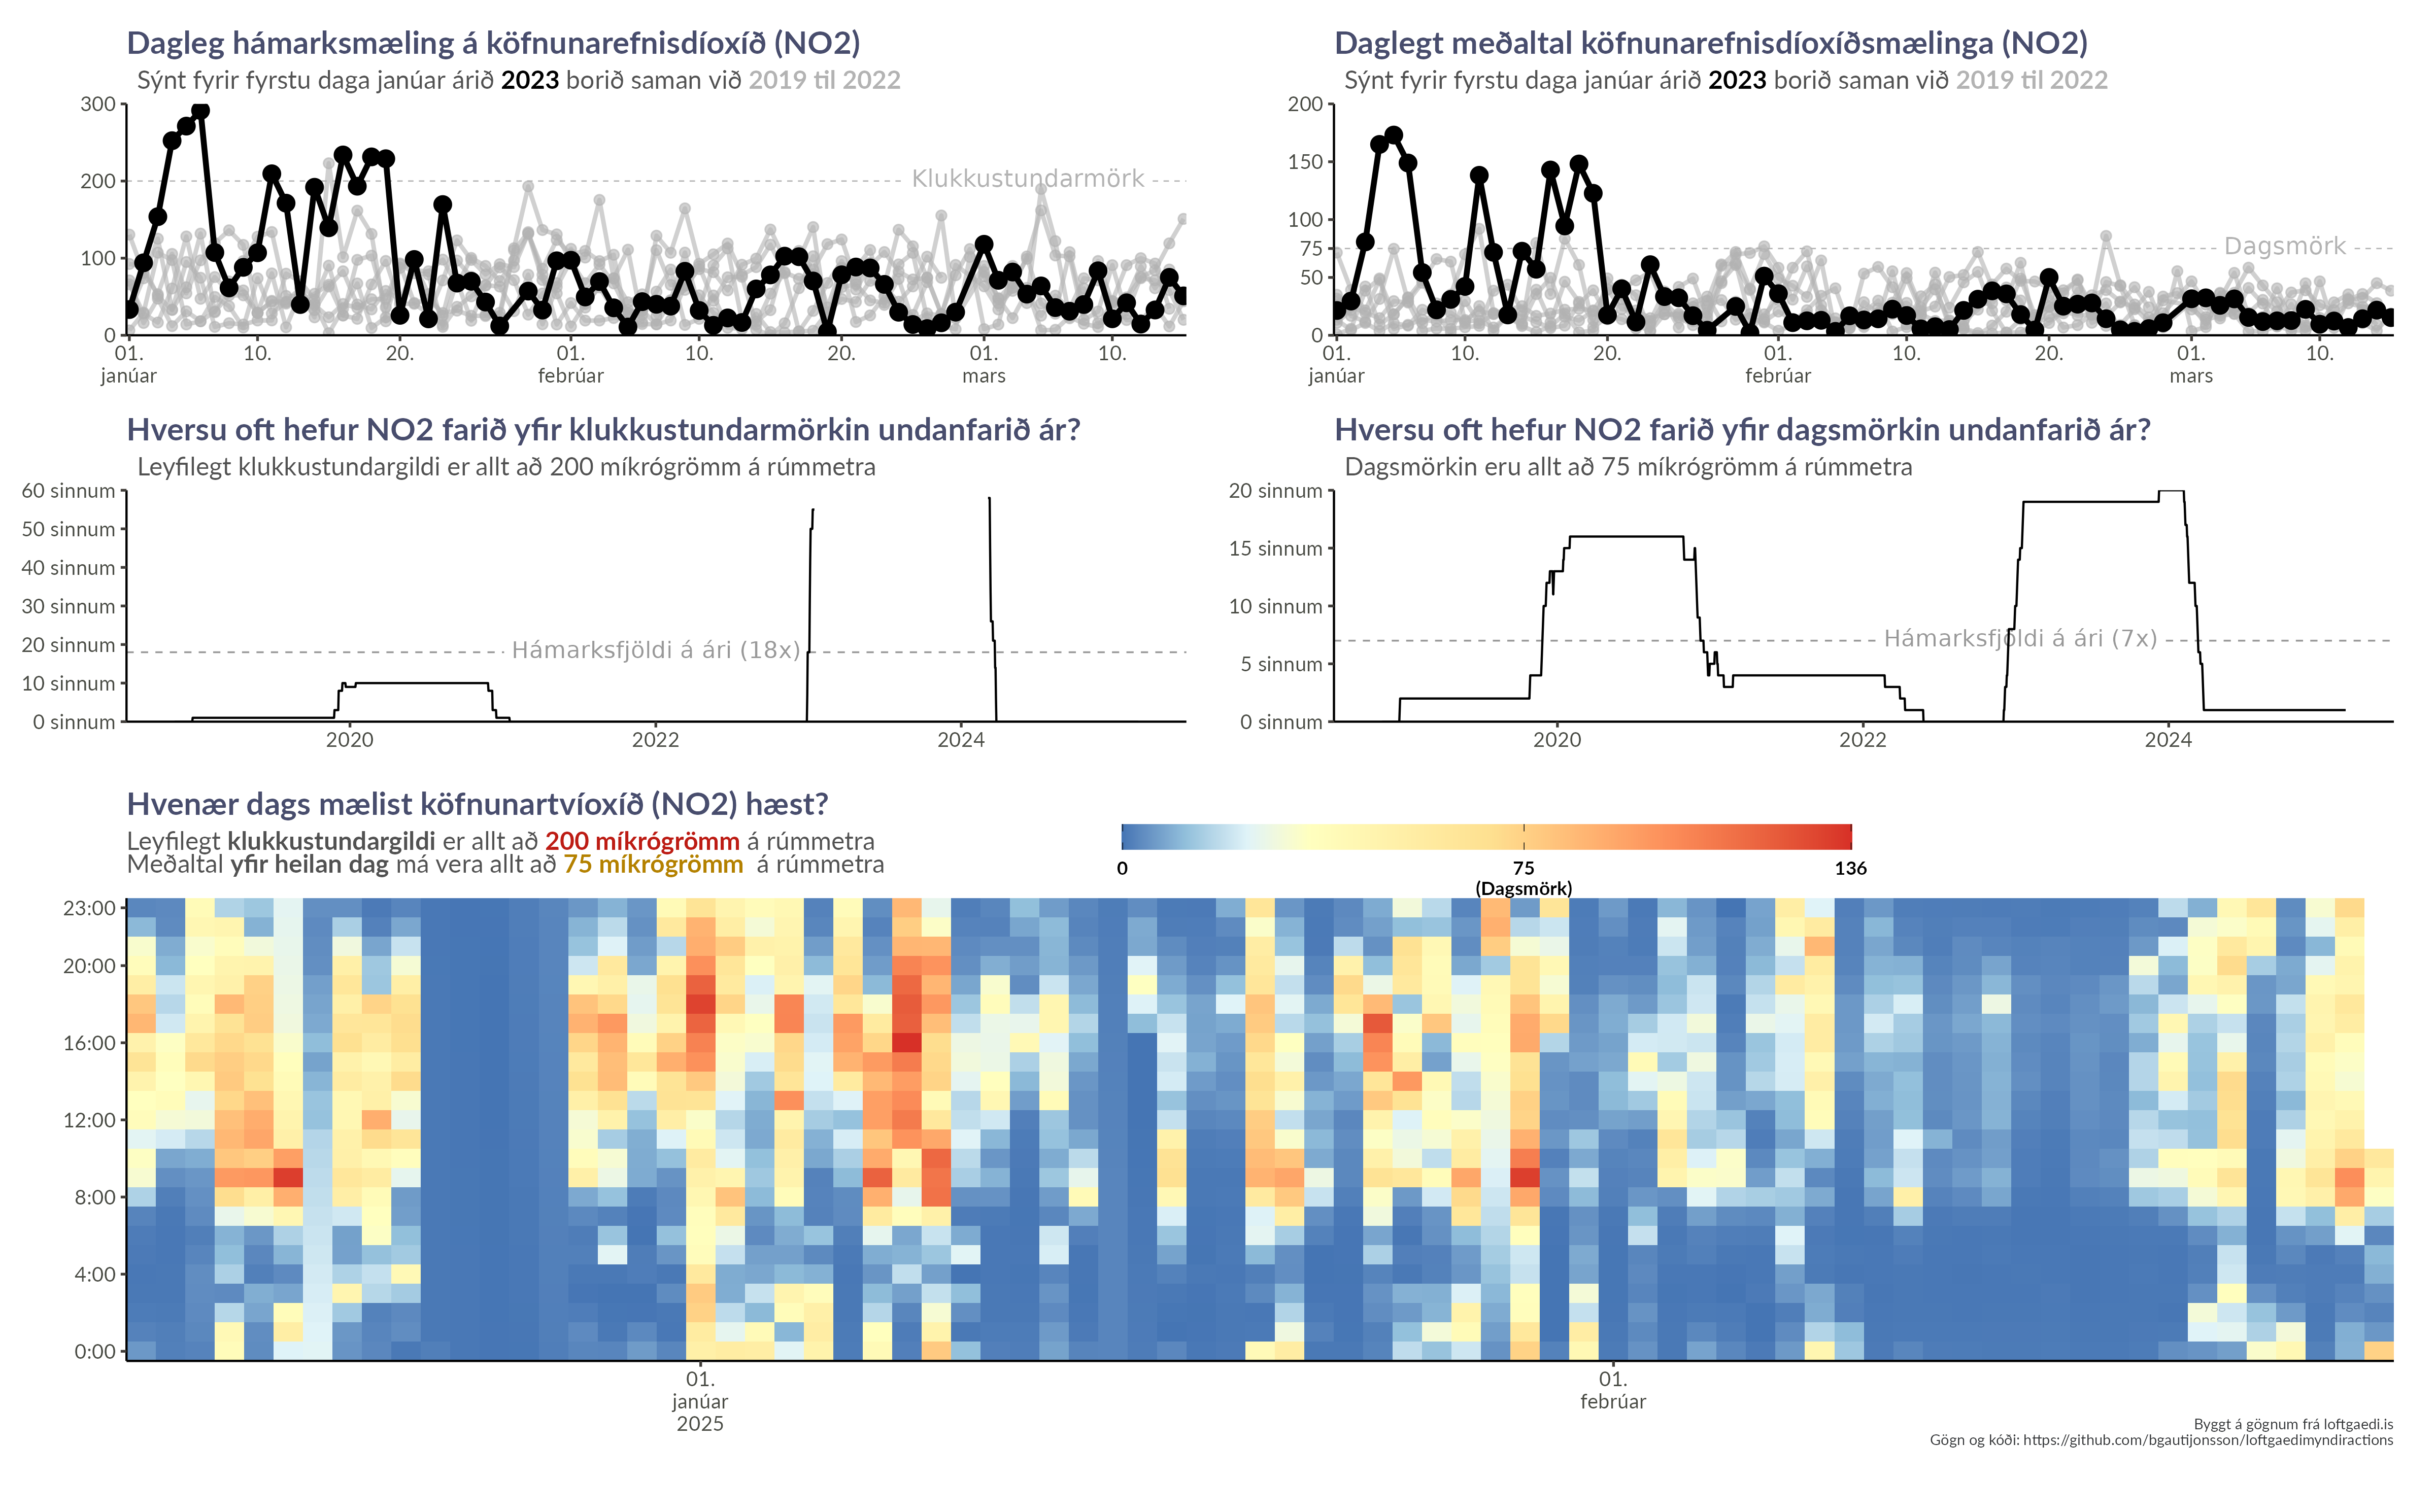 Dagleg hámarksmæling á köfnunarefnisdíoxíð (NO2)
Sýnt fyrir fyrstu daga janúar árið 2023 borið saman við 2019 til 2022
300
200
100
0
Klukkustundarmörk
01.
janúar
10.
20.
01.
febrúar
10.
20.
01.
mars
10.
Daglegt meðaltal köfnunarefnisdíoxíðsmælinga (NO2)
Sýnt fyrir fyrstu daga janúar árið 2023 borið saman við 2019 til 2022
200
150
100
75
50
0
Dagsmörk
01.
janúar
10.
20.
01.
febrúar
10.
20.
01.
mars
10.
Hversu oft hefur NO2 farið yfir klukkustundarmörkin undanfarið ár?
Leyfilegt klukkustundargildi er allt að 200 míkrógrömm á rúmmetra
60 sinnum
50 sinnum
40 sinnum
30 sinnum
20 sinnum
10 sinnum
0 sinnum
Hámarksfjöldi á ári (18x)
2020
2022
2024
Hversu oft hefur NO2 farið yfir dagsmörkin undanfarið ár?
Dagsmörkin eru allt að 75 míkrógrömm á rúmmetra
20 sinnum
15 sinnum
10 sinnum
5 sinnum
0 sinnum
Hámarksfjöldi á ári (7x)
2020
2022
2024
Hvenær dags mælist köfnunartvíoxíð (NO2) hæst?
Leyfilegt klukkustundargildi er allt að 200 míkrógrömm á rúmmetra
Meðaltal yfir heilan dag má vera allt að 75 míkrógrömm á rúmmetra
0
75
(Dagsmörk)
136
23:00
20:00
16:00
12:00
8:00
4:00
0:00
01.
janúar
2025
01.
febrúar
Byggt á gögnum frá loftgaedi.is
Gögn og kóði: https://github.com/bgautijonsson/loftgaedimyndiractions